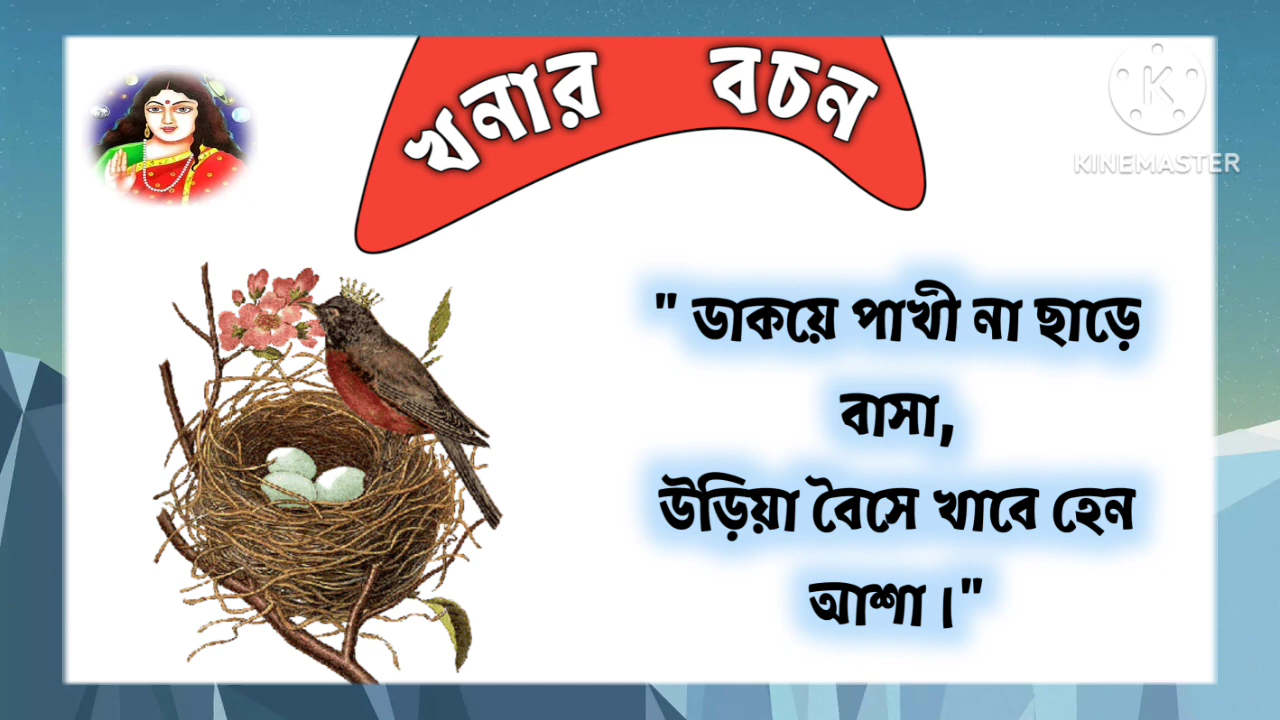 খনার বচন
KINEMASTER
" ডাকয়ে পাখী না ছাড়ে
বাসা,
উড়িয়া বৈসে খাবে হেন
আশা।"